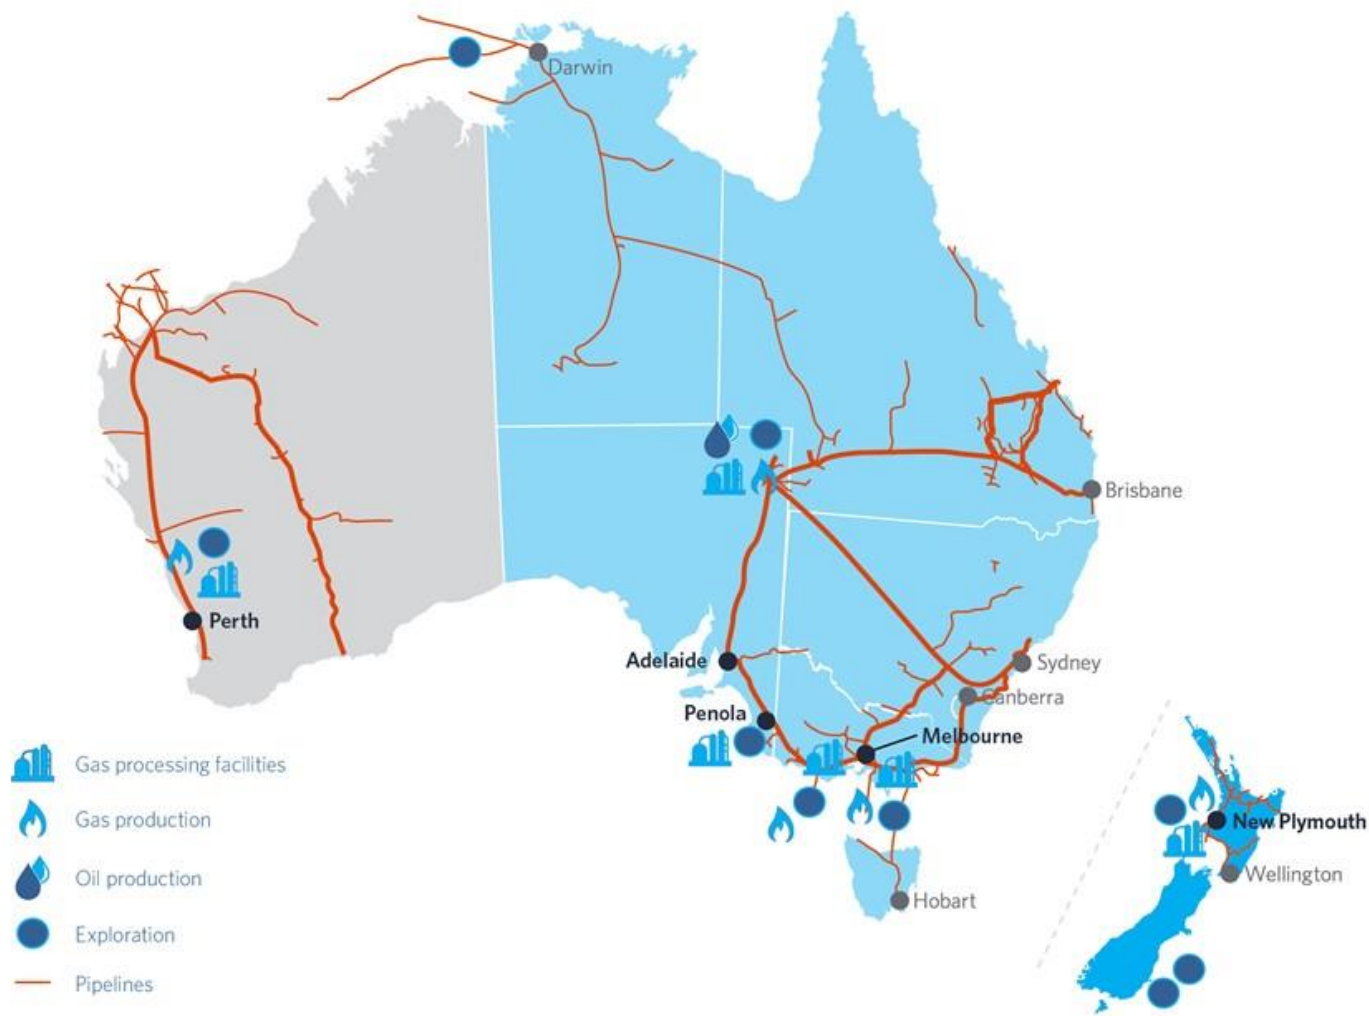 Darwin
Brisbane
Perth
Adelaide
Sydney
Canberra
Penola
Melbourne
Gas processing facilities
Gas production
New Plymouth
Oil production
Wellington
Hobart
Exploration
Pipelines